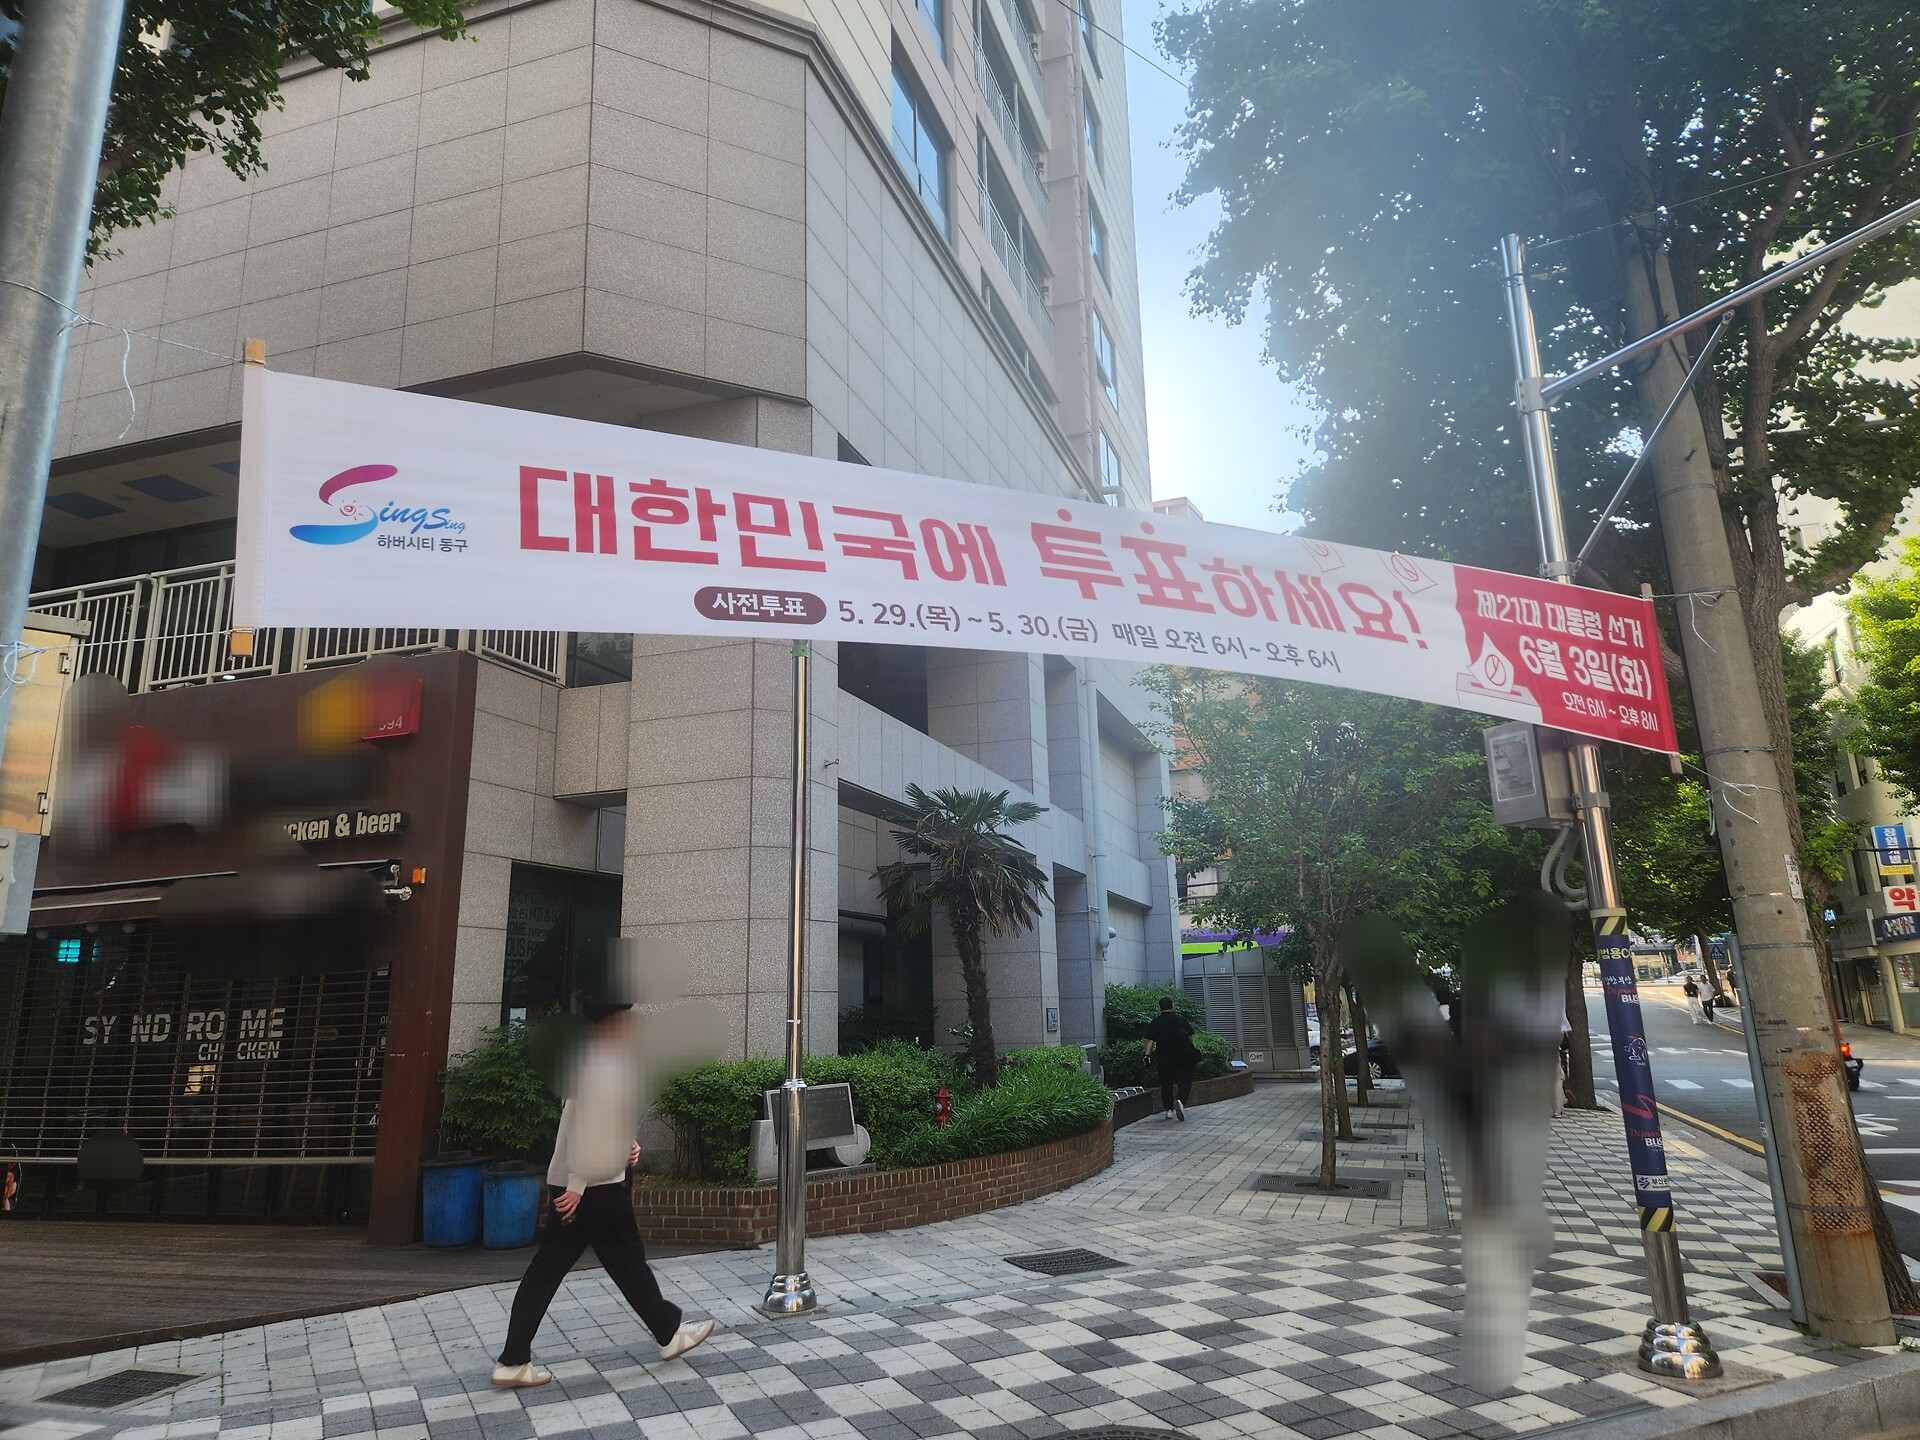 SingSing
하버시티 동구
대한민국에 투표하세요!
사전투표 5. 29.(목) ~ 5. 30.(금) 매일 오전 6시 ~ 오후 6시
제21대 대통령 선거
6월 3일(화)
오전 6시 ~ 오후 8시
& beer
SYNDROME
CHICKEN
약